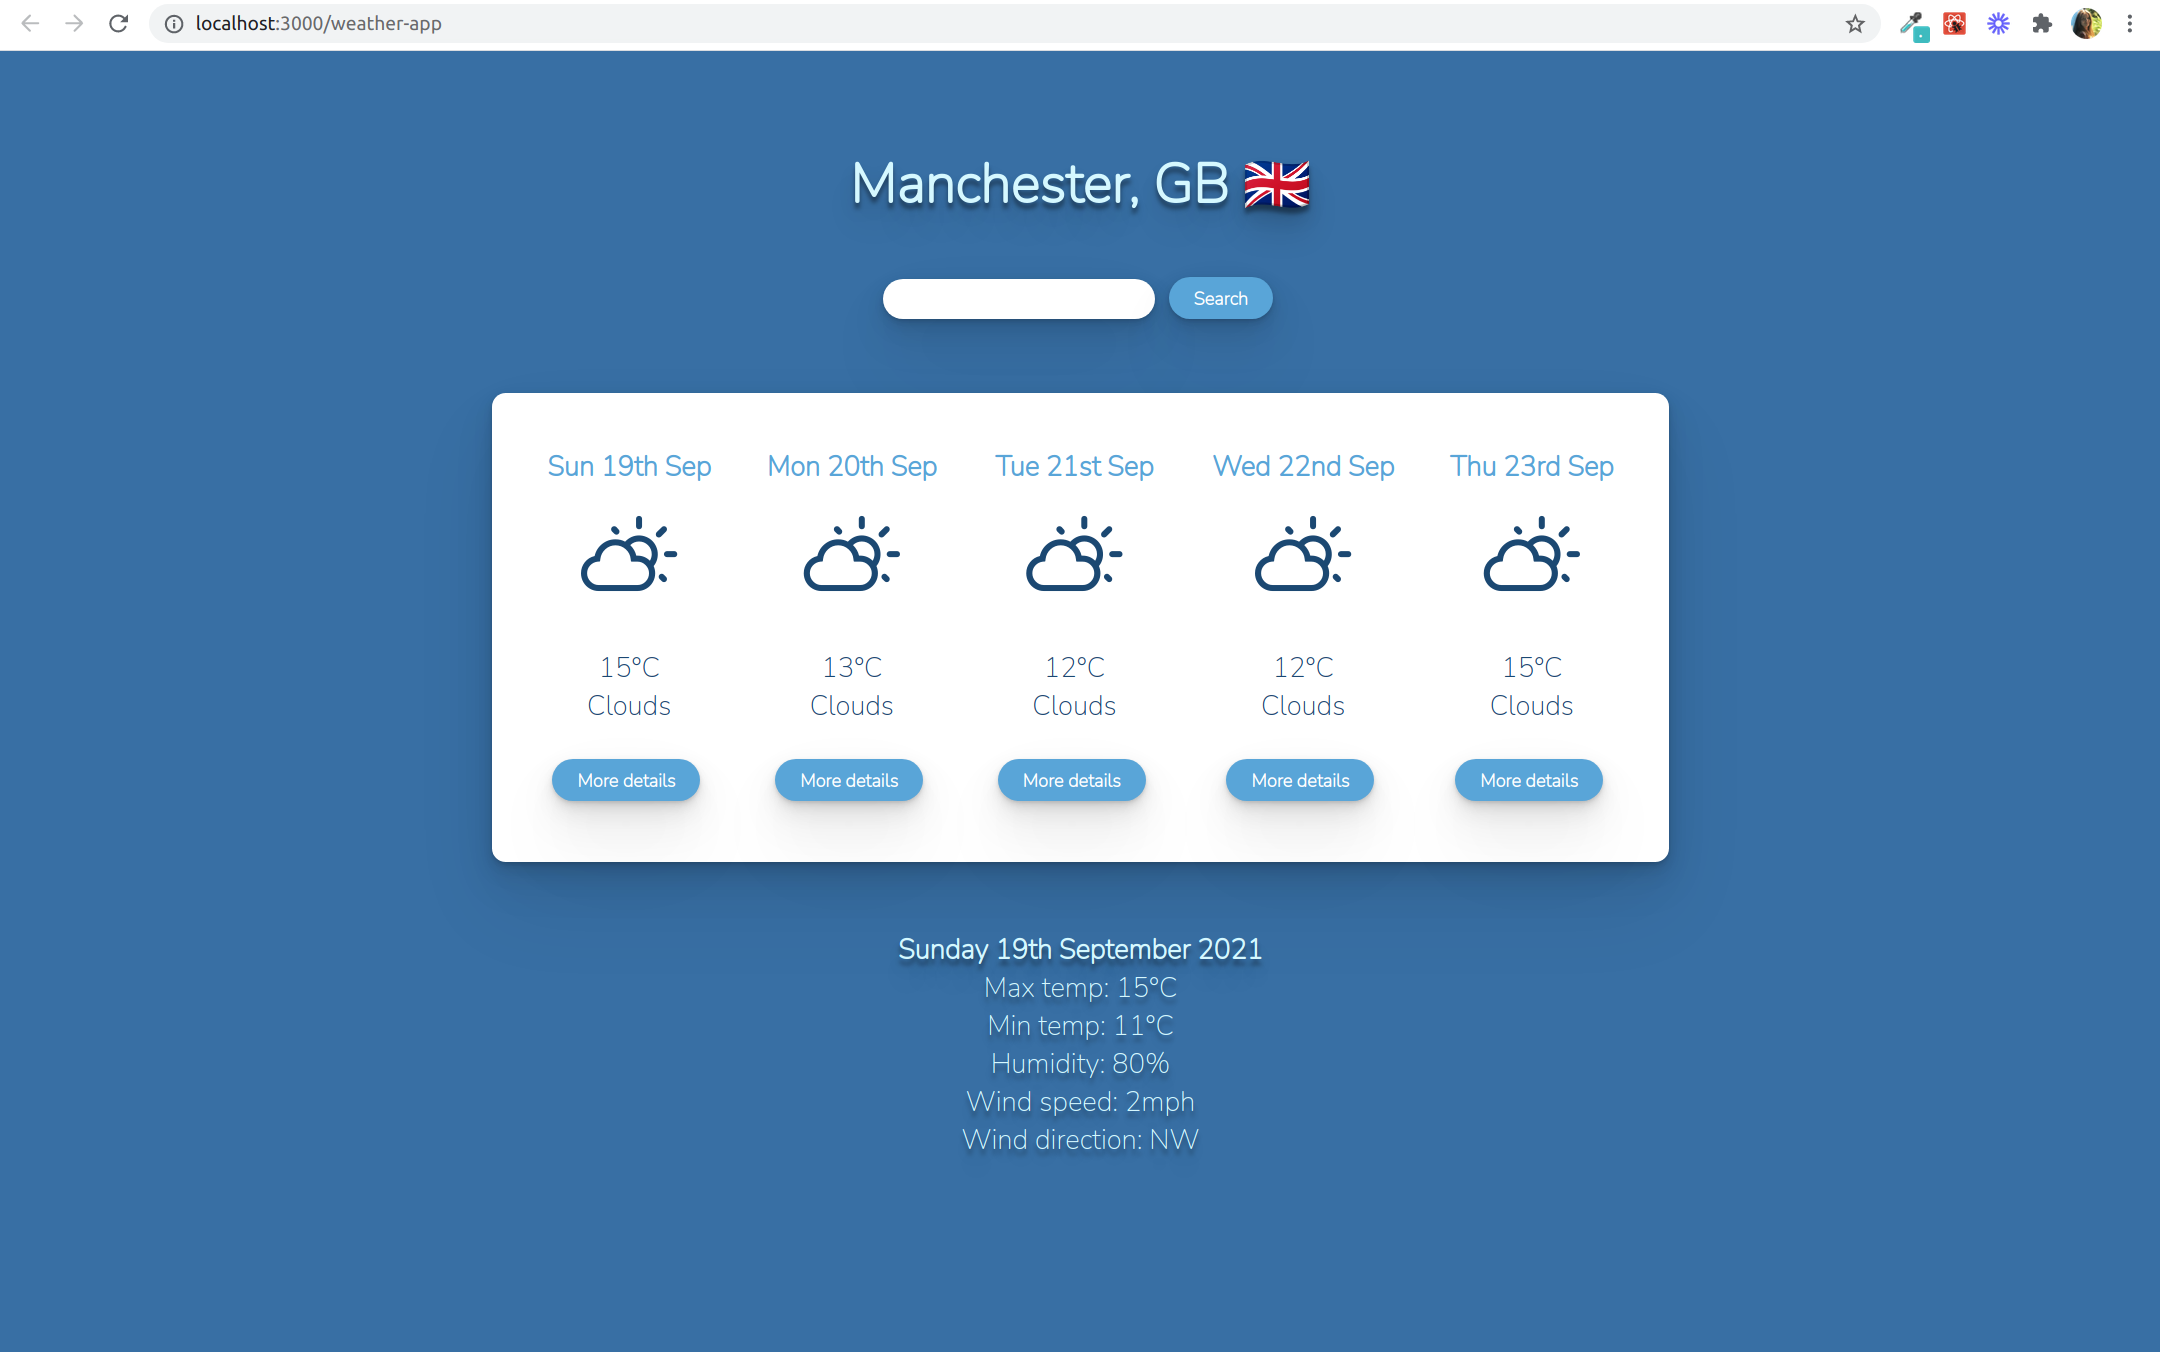 localhost:3000/weather-app
Manchester, GB 🇬🇧
Search
Sun 19th Sep Mon 20th Sep Tue 21st Sep Wed 22nd Sep Thu 23rd Sep
15°C 13°C 12°C 12°C 15°C
Clouds Clouds Clouds Clouds Clouds
More details More details More details More details More details
Sunday 19th September 2021
Max temp: 15°C
Min temp: 11°C
Humidity: 80%
Wind speed: 2mph
Wind direction: NW